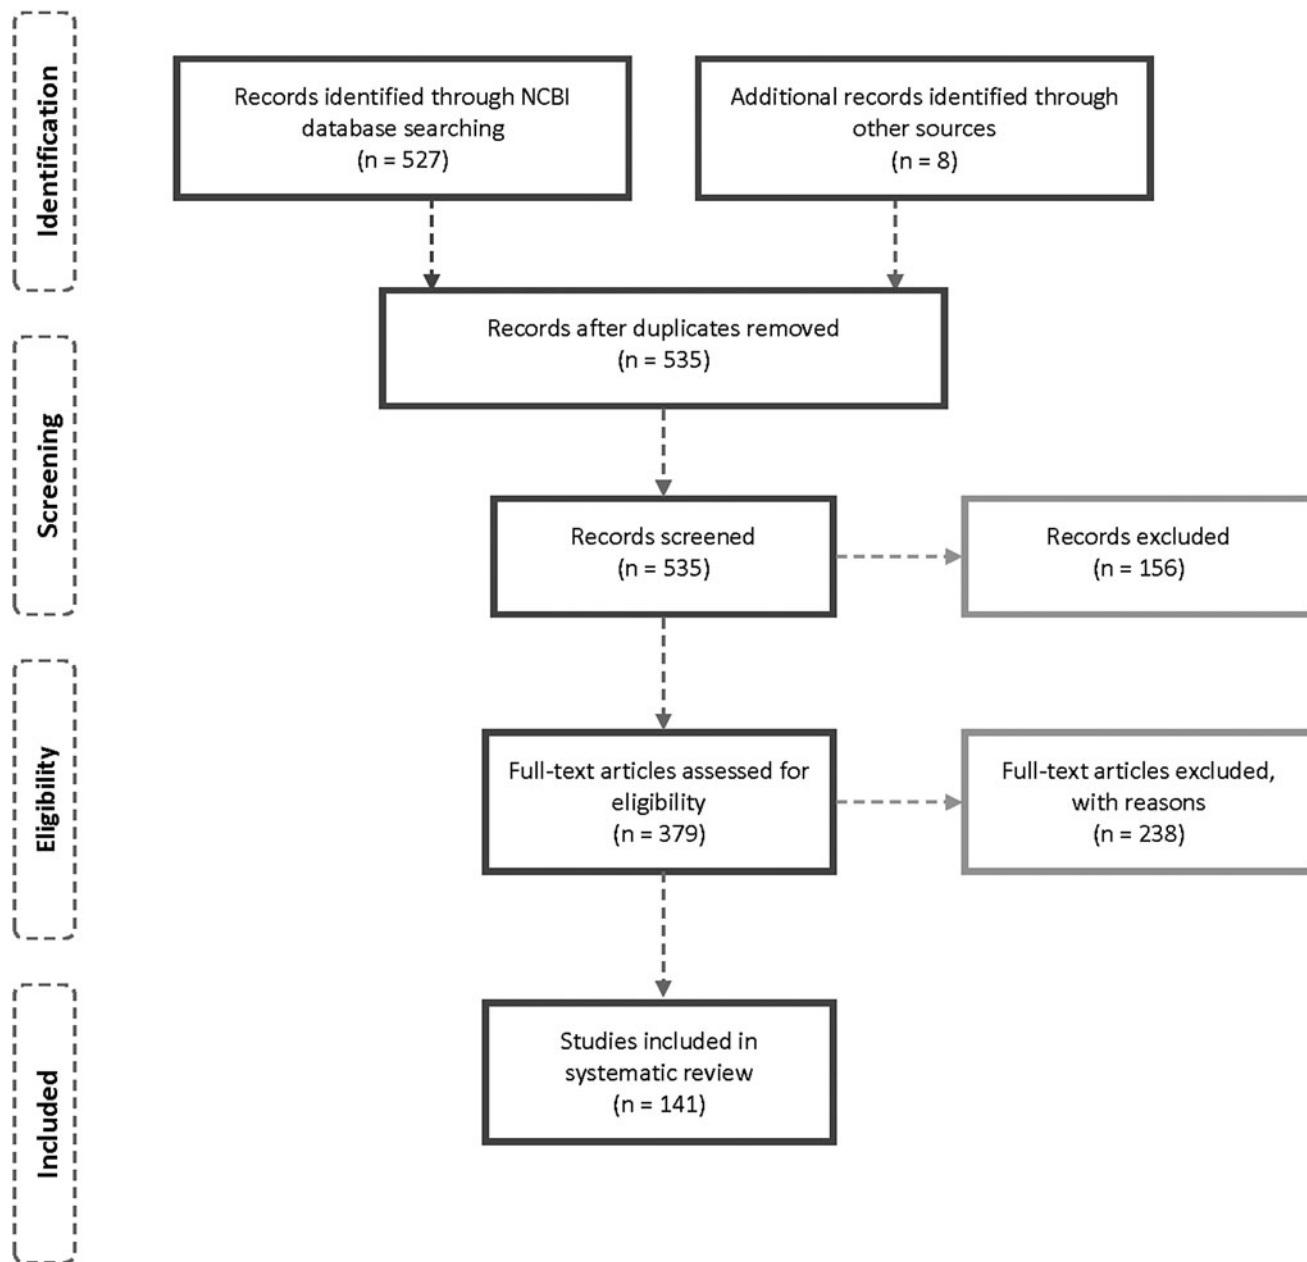 Identification
Records identified through NCBI
database searching
(n = 527)
Additional records identified through
other sources
(n = 8)
Records after duplicates removed
(n = 535)
Screening
Records screened
(n = 535)
Records excluded
(n = 156)
Eligibility
Full-text articles assessed for
eligibility
(n = 379)
Full-text articles excluded,
with reasons
(n = 238)
Included
Studies included in
systematic review
(n = 141)